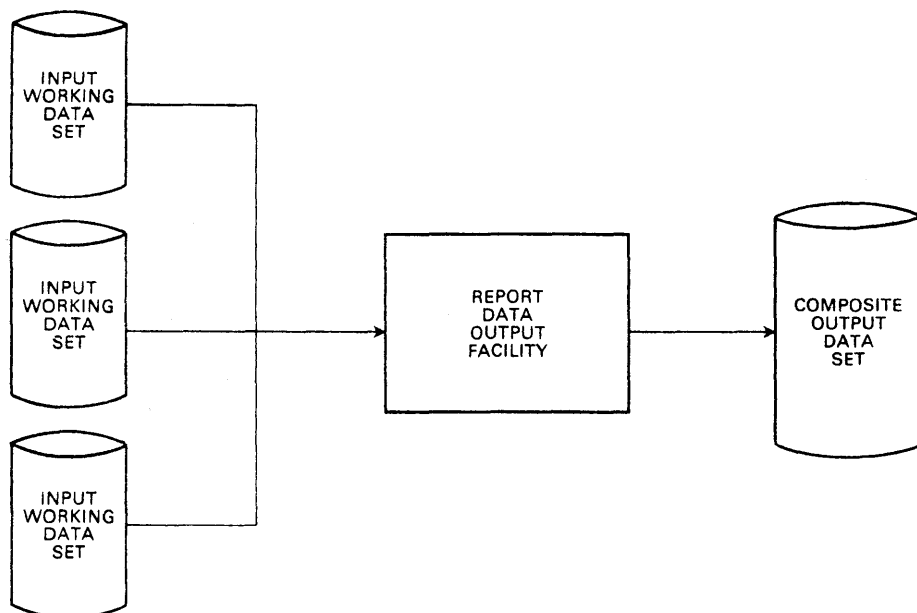 INPUT
WORKING
DATA
SET
INPUT
WORKING
DATA
SET
INPUT
WORKING
DATA
SET
REPORT
DATA
OUTPUT
FACILITY
COMPOSITE
OUTPUT
DATA
SET